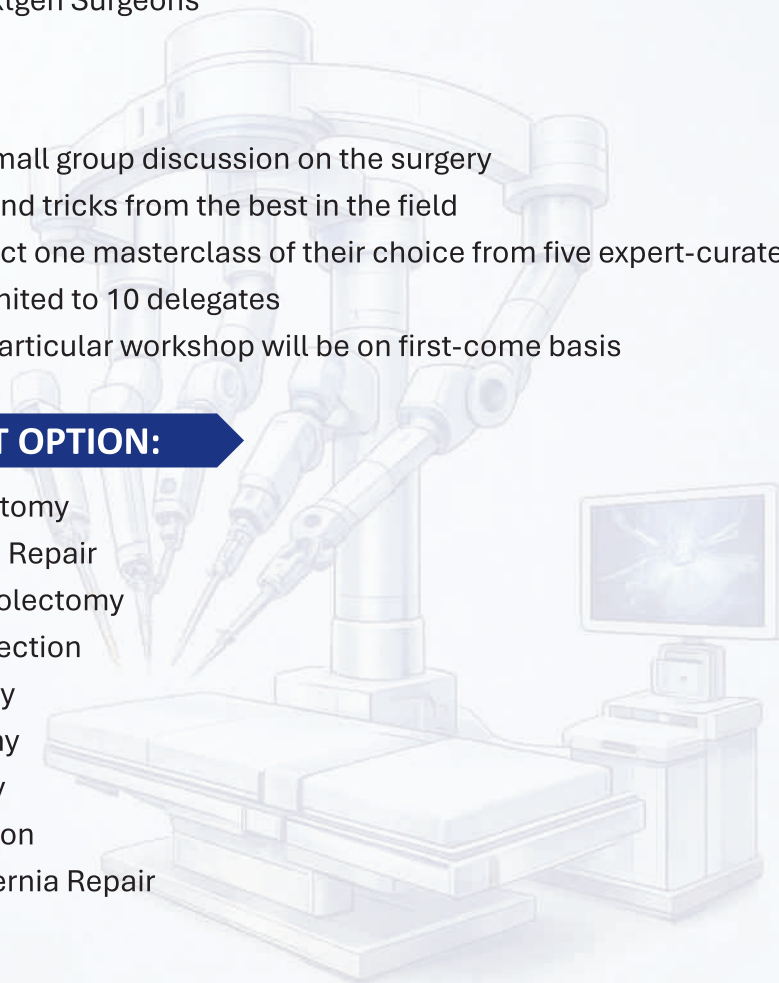 xtgen Surgeons
mall group discussion on the surgery
nd tricks from the best in the field
ct one masterclass of their choice from five expert-curate
nited to 10 delegates
articular workshop will be on first-come basis
T OPTION:
tomy
Repair
olectomy
ection
y
ny
y
on
ernia Repair